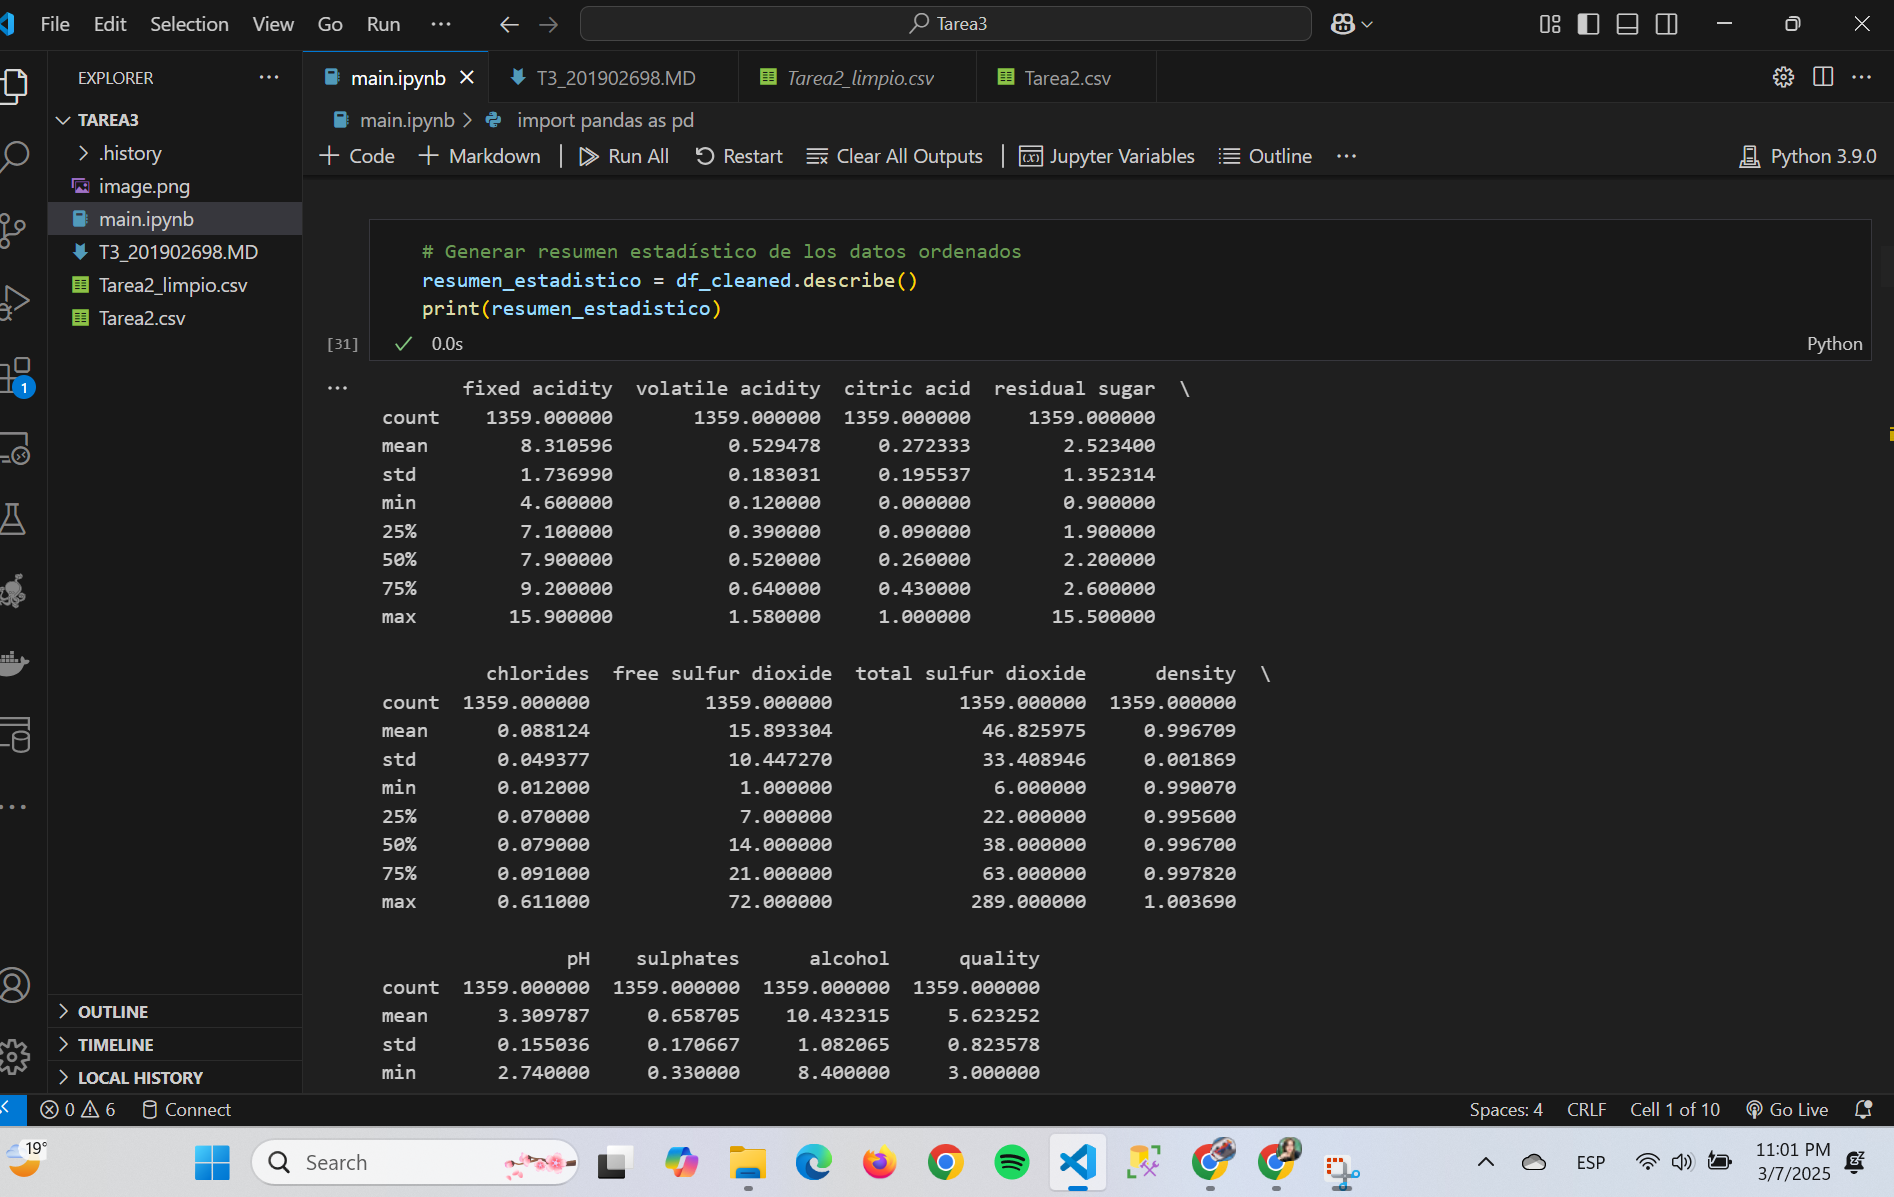 File Edit Selection View Go Run ··· Tarea3
EXPLORER ···
TAREA3
.history
image.png
main.ipynb
T3_201902698.MD
Tarea2_limpio.csv
Tarea2.csv
OUTLINE
TIMELINE
LOCAL HISTORY
1
main.ipynb T3_201902698.MD Tarea2_limpio.csv Tarea2.csv
main.ipynb > import pandas as pd
+ Code + Markdown | Run All Restart Clear All Outputs | Jupyter Variables Outline ··· Python 3.9.0
# Generar resumen estadístico de los datos ordenados
resumen_estadistico = df_cleaned.describe()
print(resumen_estadistico)
[31] 0.0s Python
··· fixed acidity volatile acidity citric acid residual sugar \
count 1359.000000 1359.000000 1359.000000 1359.000000
mean 8.310596 0.529478 0.272333 2.523400
std 1.736990 0.183031 0.195537 1.352314
min 4.600000 0.120000 0.000000 0.900000
25% 7.100000 0.390000 0.090000 1.900000
50% 7.900000 0.520000 0.260000 2.200000
75% 9.200000 0.640000 0.430000 2.600000
max 15.900000 1.580000 1.000000 15.500000
chlorides free sulfur dioxide total sulfur dioxide density \
count 1359.000000 1359.000000 1359.000000 1359.000000
mean 0.088124 15.893304 46.825975 0.996709
std 0.049377 10.447270 33.408946 0.001869
min 0.012000 1.000000 6.000000 0.990070
25% 0.070000 7.000000 22.000000 0.995600
50% 0.079000 14.000000 38.000000 0.996700
75% 0.091000 21.000000 63.000000 0.997820
max 0.611000 72.000000 289.000000 1.003690
pH sulphates alcohol quality
count 1359.000000 1359.000000 1359.000000 1359.000000
mean 3.309787 0.658705 10.432315 5.623252
std 0.155036 0.170667 1.082065 0.823578
min 2.740000 0.330000 8.400000 3.000000
0 6 Connect Spaces: 4 CRLF Cell 1 of 10 Go Live
19° Search ESP 11:01 PM
3/7/2025